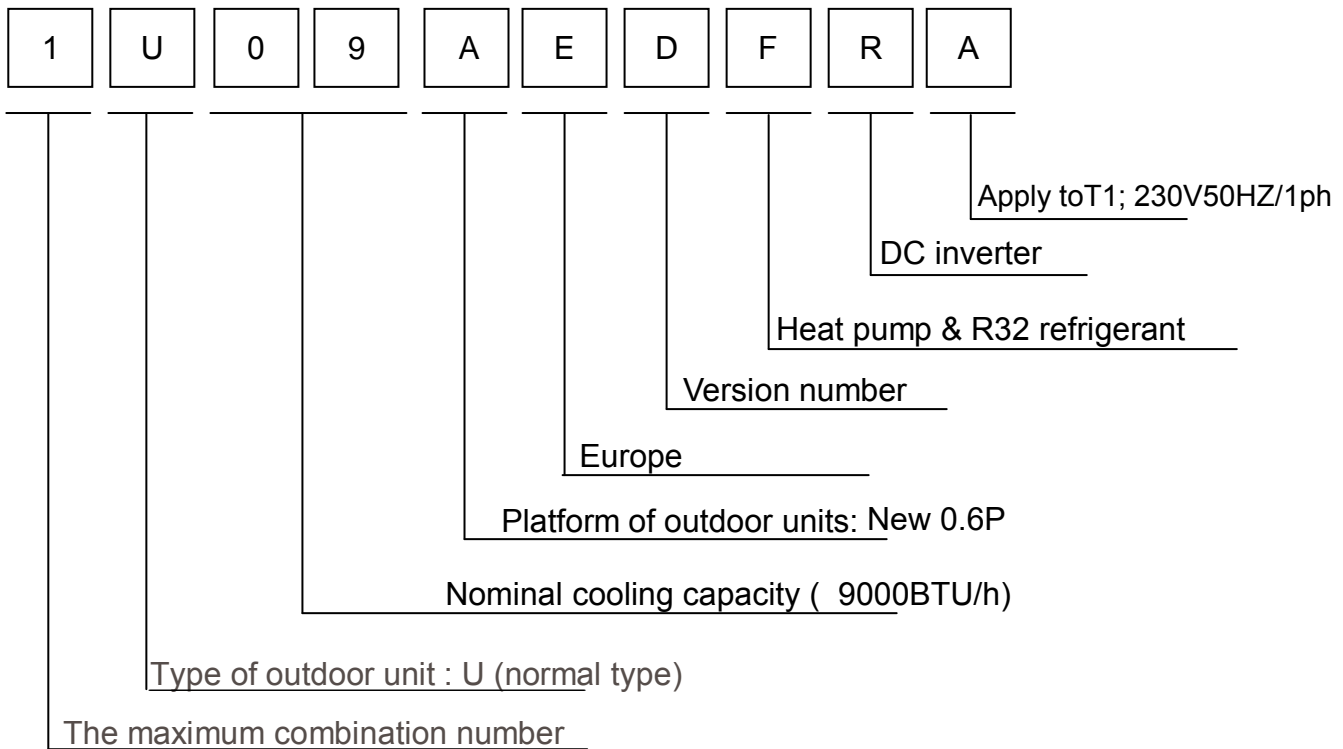 1 U 0 9 A E D F R A
Apply toT1; 230V50HZ/1ph
DC inverter
Heat pump & R32 refrigerant
Version number
Europe
Platform of outdoor units: New 0.6P
Nominal cooling capacity ( 9000BTU/h)
Type of outdoor unit : U (normal type)
The maximum combination number